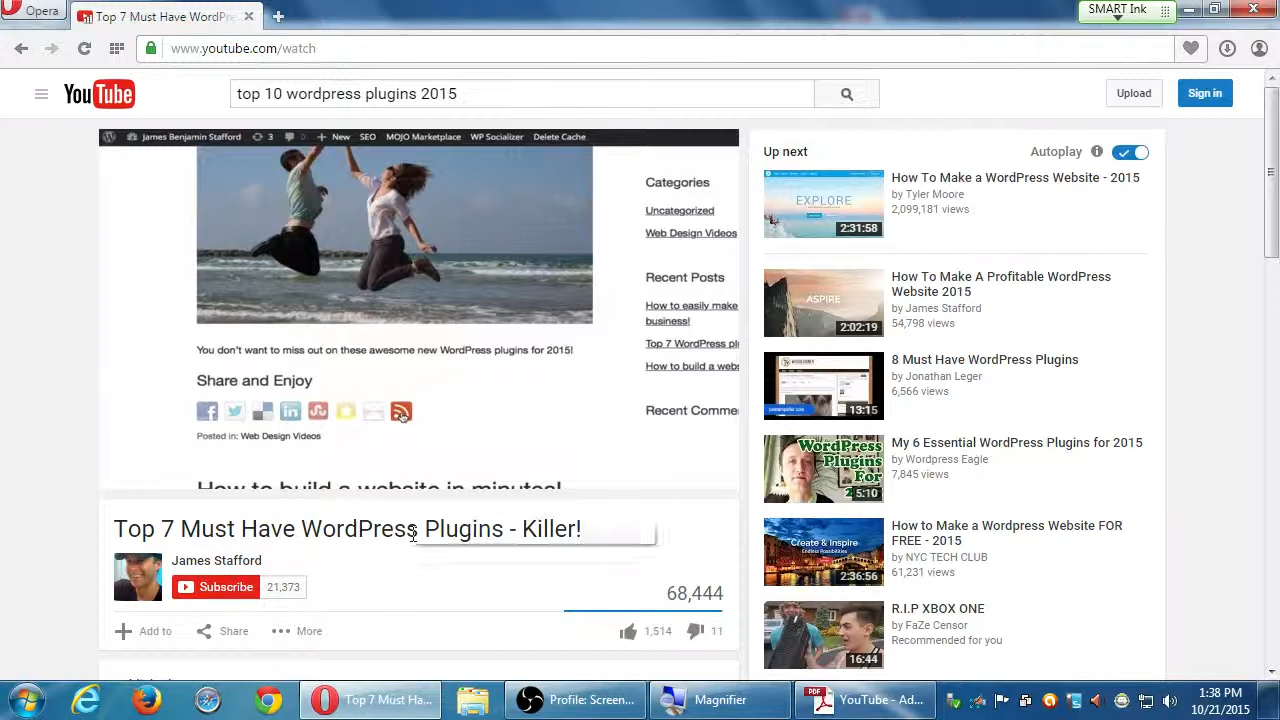 Opera
Top 7 Must Have WordPre
SMART Ink
www.youtube.com/watch
YouTube
top 10 wordpress plugins 2015
Upload
Sign in
James Benjamin Stafford
3
New
SEO
MOJO Marketplace
WP Socializer
Delete Cache
Categories
Uncategorized
Web Design Videos
Recent Posts
How to easily make
business!
Top 7 WordPress plu
How to build a webs
Recent Comme
You don't want to miss out on these awesome new WordPress plugins for 2015!
Share and Enjoy
Posted in: Web Design Videos
How to build a website in minutes!
Top 7 Must Have WordPress Plugins - Killer!
James Stafford
Subscribe
21,373
68,444
Add to
Share
More
1,514
11
Up next
Autoplay
EXPLORE
2:31:58
How To Make a WordPress Website - 2015
by Tyler Moore
2,099,181 views
ASPIRE
2:02:19
How To Make A Profitable WordPress
Website 2015
by James Stafford
54,798 views
13:15
8 Must Have WordPress Plugins
by Jonathan Leger
6,566 views
WordPress
Plugins
For
5:10
My 6 Essential WordPress Plugins for 2015
by Wordpress Eagle
7,845 views
Create & Inspire
Endless Possibilities
2:36:56
How to Make a Wordpress Website FOR
FREE - 2015
by NYC TECH CLUB
61,231 views
16:44
R.I.P XBOX ONE
by FaZe Censor
Recommended for you
Top 7 Must Ha...
Profile: Screen...
Magnifier
PDF
YouTube - Ad...
1:38 PM
10/21/2015